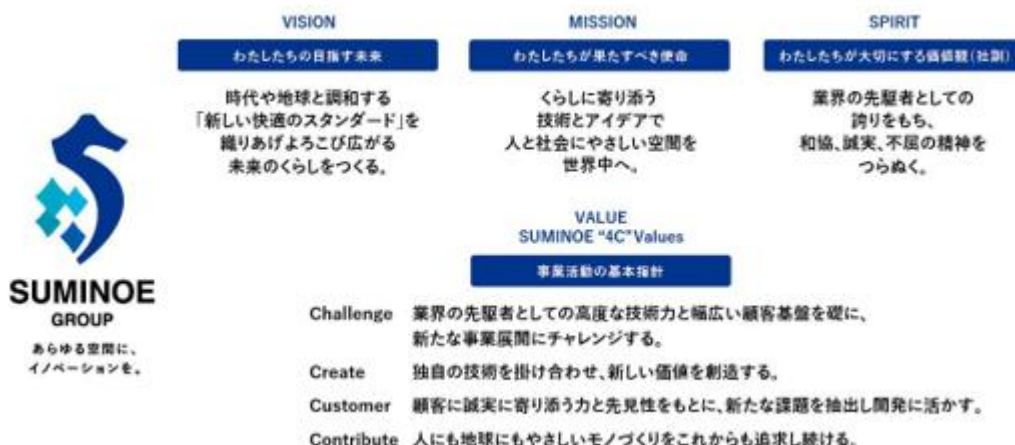 VISION
わたしたちの目指す未来
時代や地球と調和する
「新しい快適のスタンダード」を
織りあげよろこび広がる
未来のくらしをつくる。
MISSION
わたしたちが果たすべき使命
くらしに寄り添う
技術とアイデアで
人と社会にやさしい空間を
世界中へ。
SPIRIT
わたしたちが大切にする価値観(社訓)
業界の先駆者としての
誇りをもち、
和協、誠実、不屈の精神を
つらぬく。
SUMINOE
GROUP
あらゆる空間に、
イノベーションを。
VALUE
SUMINOE "4C" Values
事業活動の基本指針
Challenge 業界の先駆者としての高度な技術力と幅広い顧客基盤を礎に、
新たな事業展開にチャレンジする。
Create 独自の技術を掛け合わせ、新しい価値を創造する。
Customer 顧客に誠実に寄り添う力と先見性をもとに、新たな課題を抽出し開発に活かす。
Contribute 人にも地球にもやさしいモノづくりをこれからも追求し続ける。